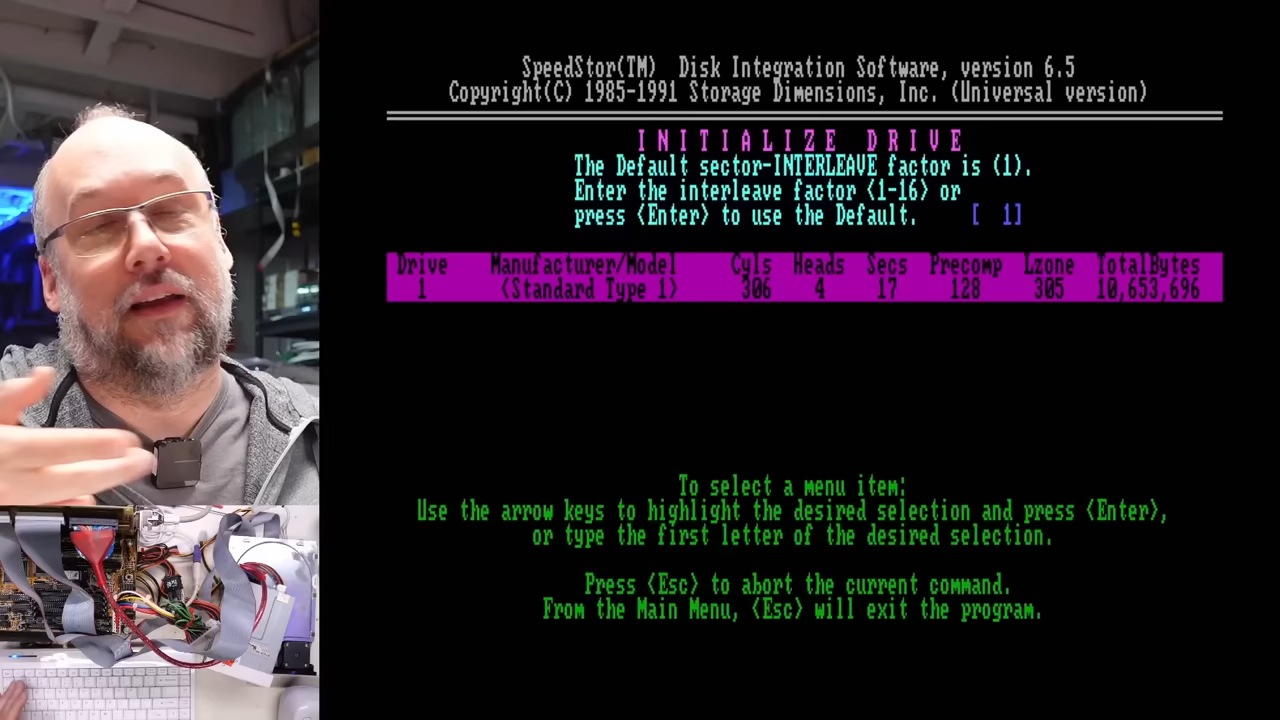 SpeedStor(TM) Disk Integration Software, version 6.5
Copyright(C) 1985-1991 Storage Dimensions, Inc. (Universal version)
INITIALIZE DRIVE
The Default sector-INTERLEAVE factor is (1).
Enter the interleave factor <1-16> or
press <Enter> to use the Default. [ 1]
Drive Manufacturer/Model Cyls Heads Secs Precomp Lzone TotalBytes
1 <Standard Type 1> 306 4 17 128 305 10,653,696
To select a menu item:
Use the arrow keys to highlight the desired selection and press <Enter>,
or type the first letter of the desired selection.
Press <Esc> to abort the current command.
From the Main Menu, <Esc> will exit the program.